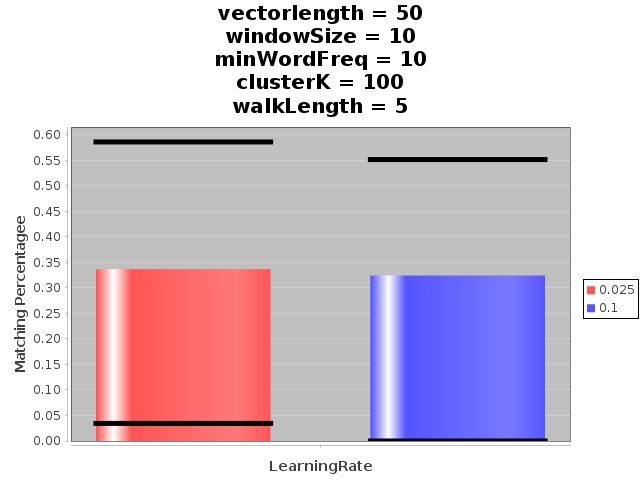 vectorlength = 50
windowSize = 10
minWordFreq = 10
clusterK = 100
walkLength = 5
0.60
0.55
0.50
0.45
0.40
0.35
0.30
0.25
0.20
0.15
0.10
0.05
0.00
Matching Percentagee
LearningRate
0.025
0.1